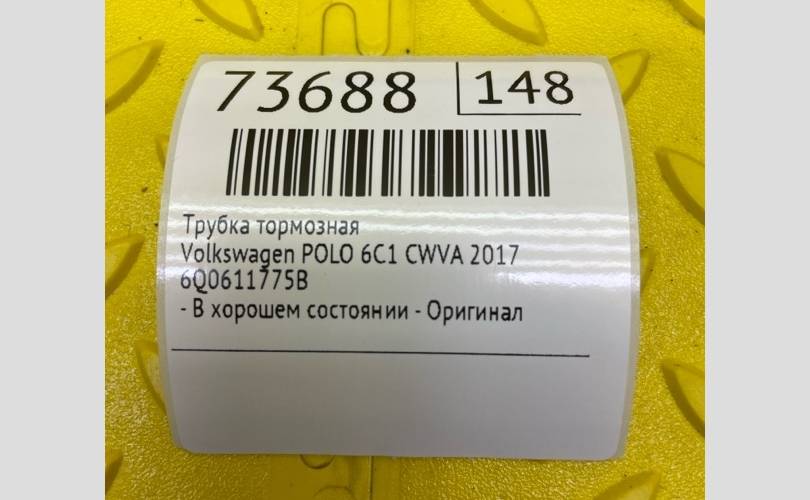 73688 148
Трубка тормозная
Volkswagen POLO 6C1 CWVA 2017
6Q0611775B
- В хорошем состоянии - Оригинал